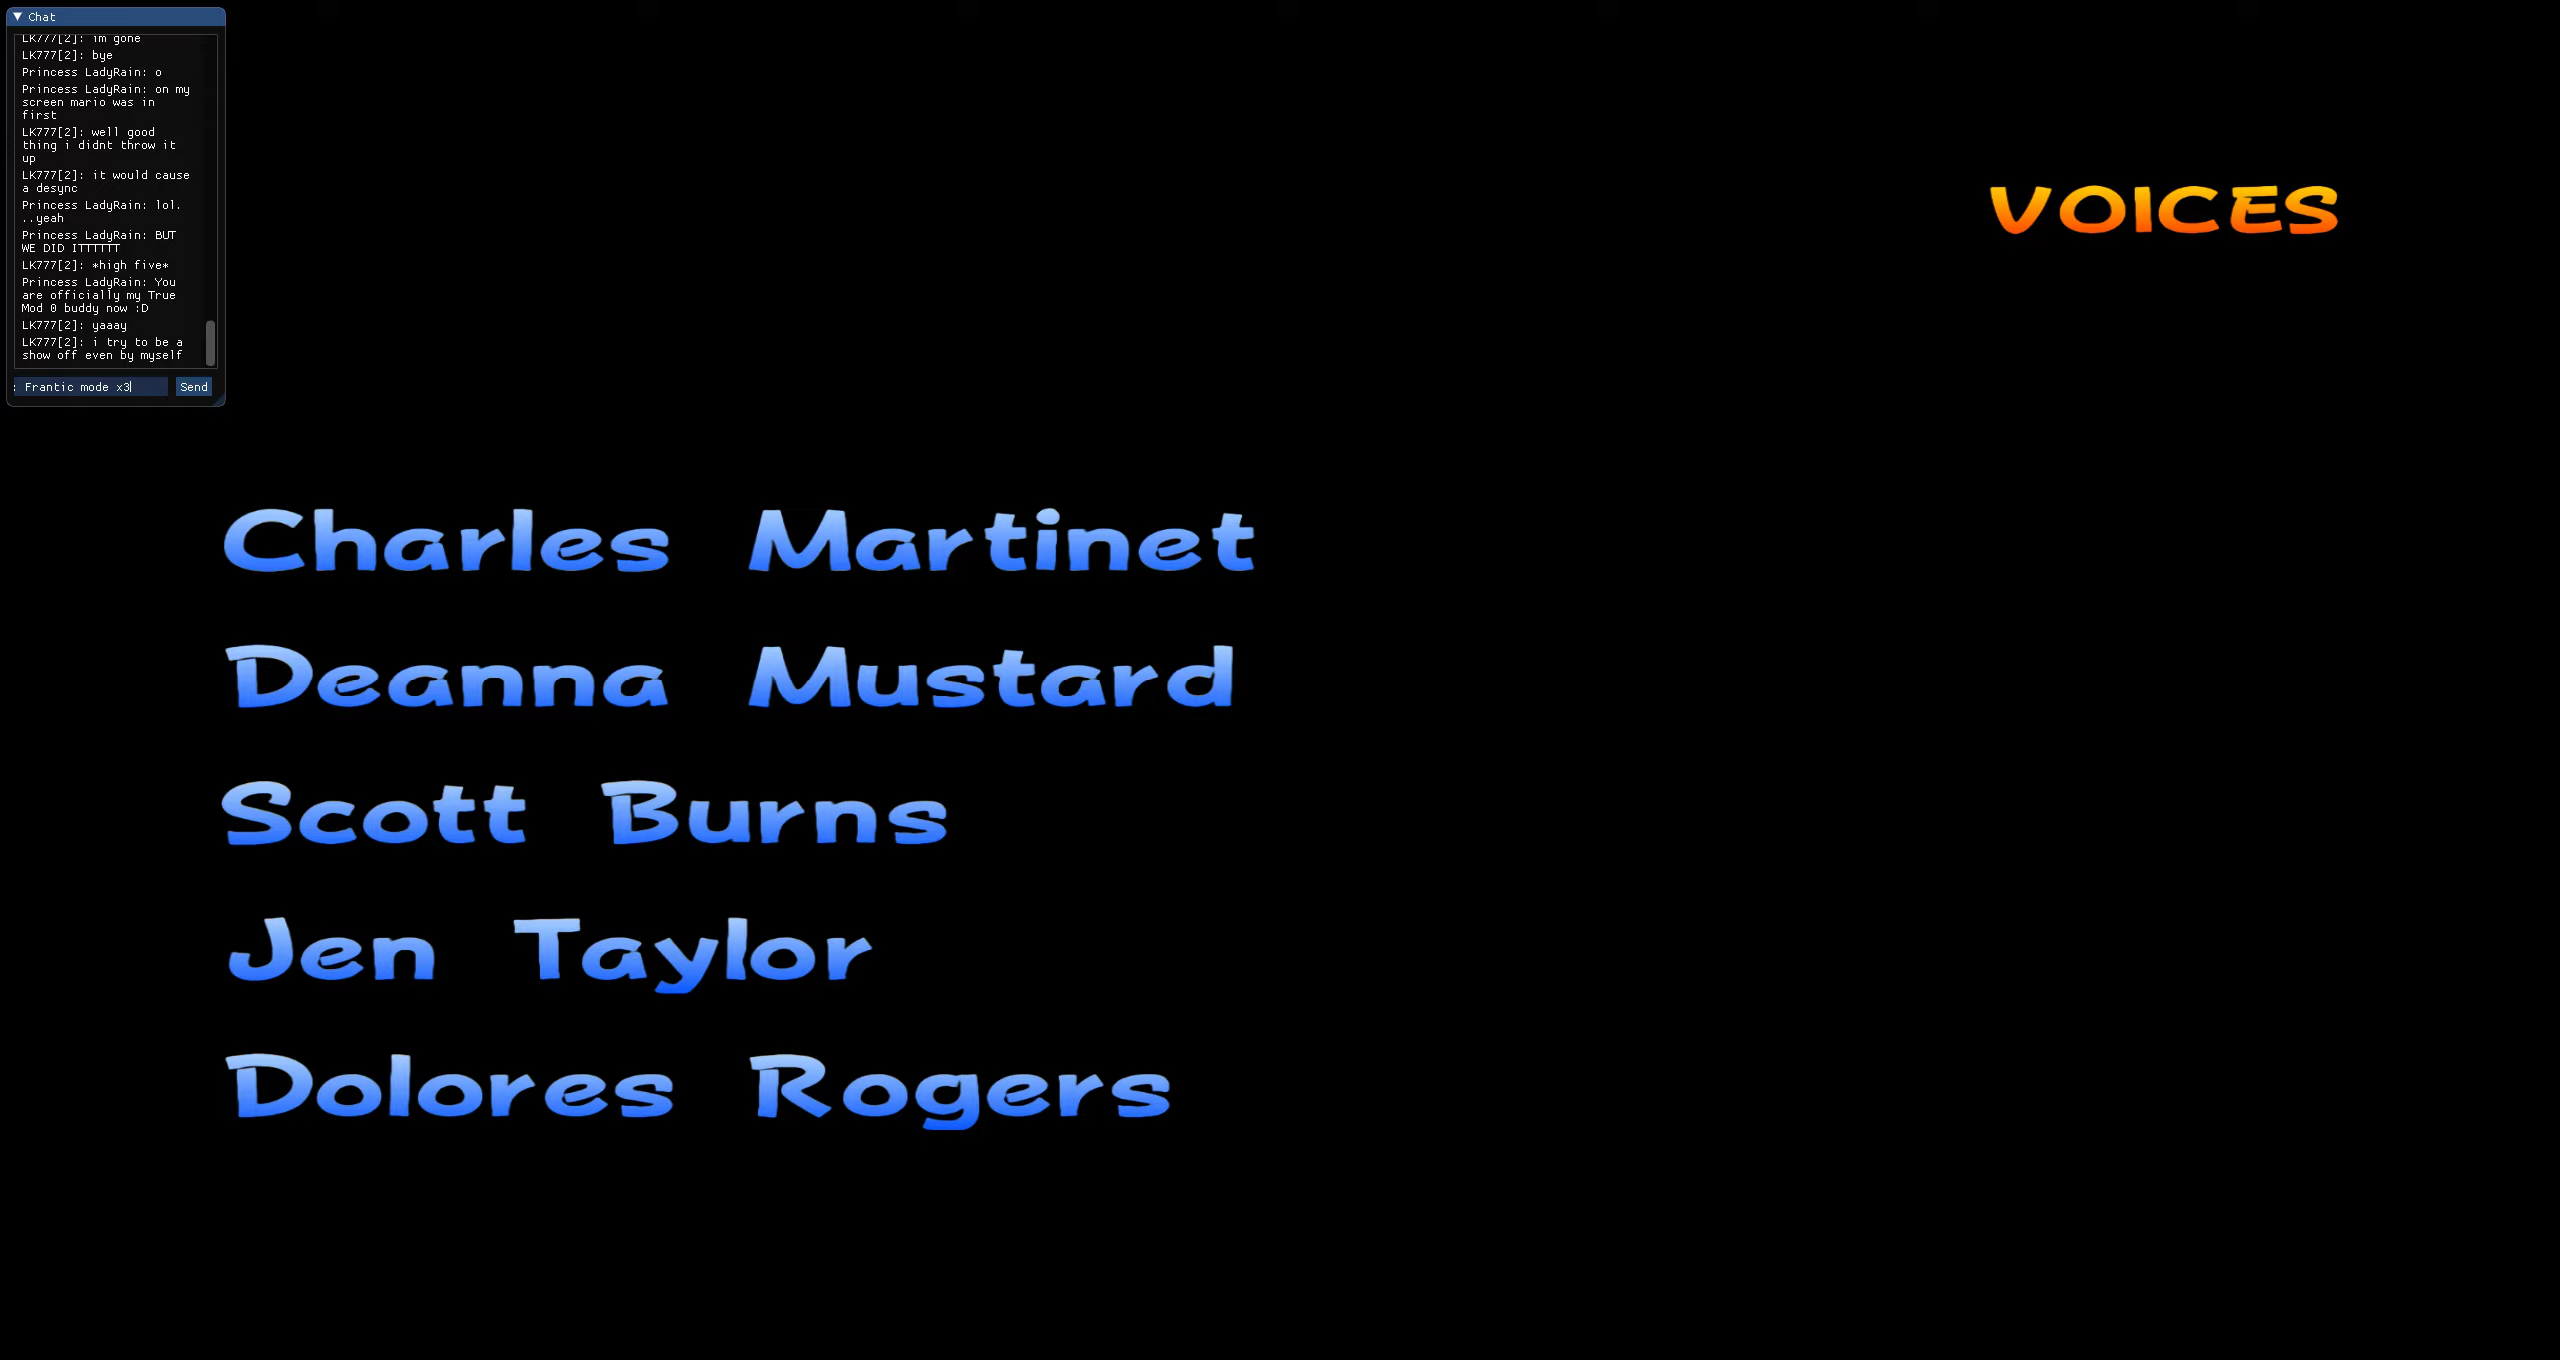 Chat
LK777[2]: im gone
LK777[2]: bye
Princess LadyRain: o
Princess LadyRain: on my
screen mario was in
first
LK777[2]: well good
thing i didnt throw it
up
LK777[2]: it would cause
a desync
Princess LadyRain: lol.
..yeah
Princess LadyRain: BUT
WE DID ITTTTTT
LK777[2]: *high five*
Princess LadyRain: You
are officially my True
Mod 0 buddy now :D
LK777[2]: yaaay
LK777[2]: i try to be a
show off even by myself
: Frantic mode x3
Send
VOICES
Charles Martinet
Deanna Mustard
Scott Burns
Jen Taylor
Dolores Rogers